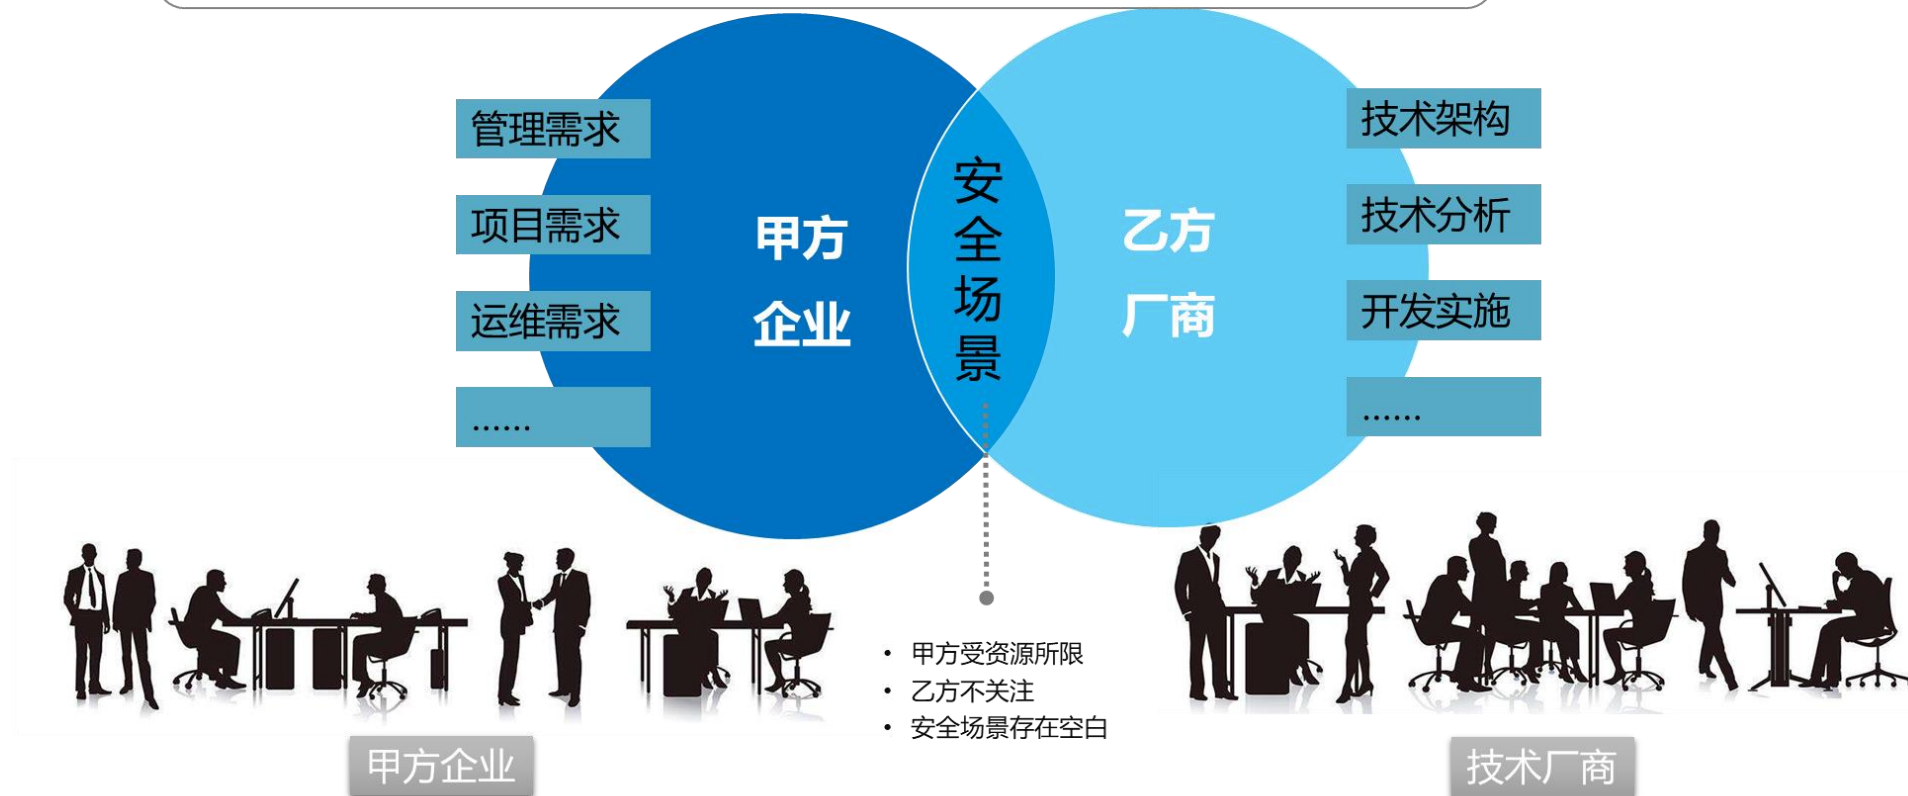 管理需求
项目需求
运维需求
......
甲方
企业
安全场景
乙方
厂商
技术架构
技术分析
开发实施
......
• 甲方受资源所限
• 乙方不关注
• 安全场景存在空白
甲方企业
技术厂商